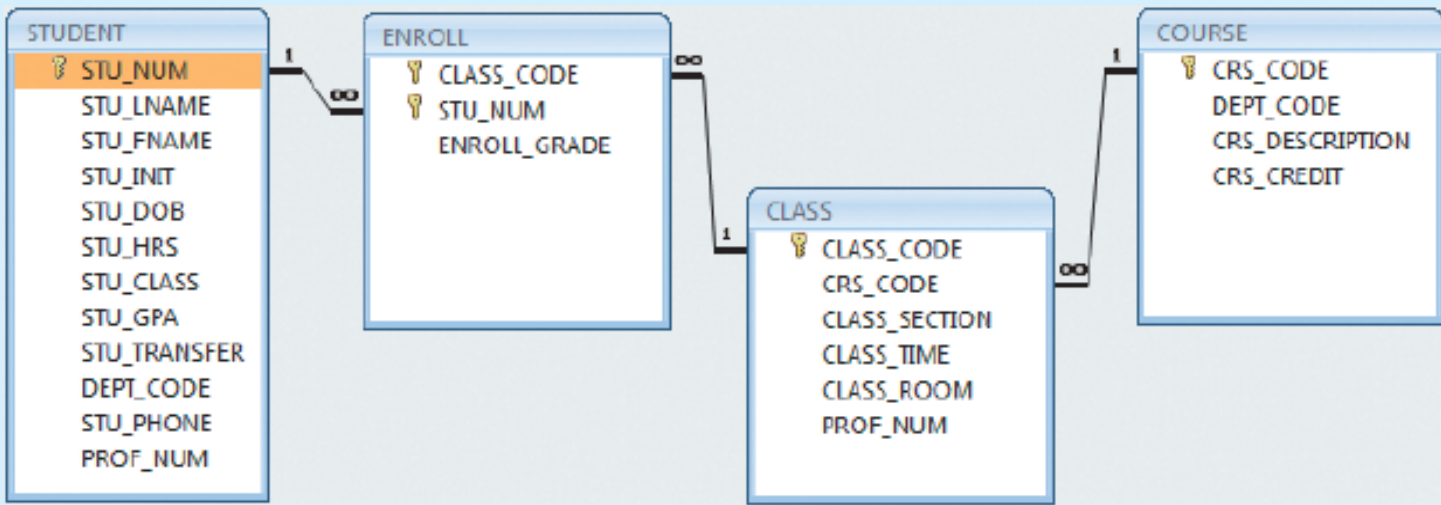 STUDENT
STU_NUM
STU_LNAME
STU_FNAME
STU_INIT
STU_DOB
STU_HRS
STU_CLASS
STU_GPA
STU_TRANSFER
DEPT_CODE
STU_PHONE
PROF_NUM
1
∞
ENROLL
CLASS_CODE
STU_NUM
ENROLL_GRADE
∞
1
CLASS
CLASS_CODE
CRS_CODE
CLASS_SECTION
CLASS_TIME
CLASS_ROOM
PROF_NUM
∞
1
COURSE
CRS_CODE
DEPT_CODE
CRS_DESCRIPTION
CRS_CREDIT